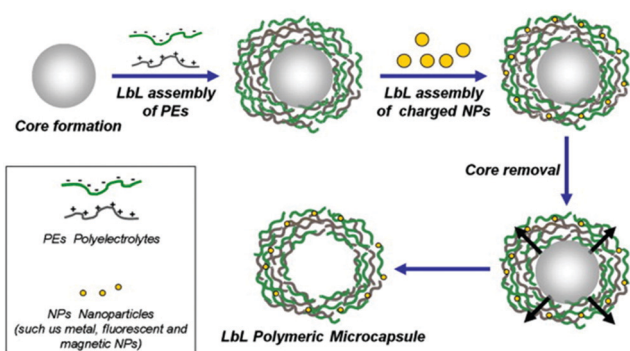 LbL assembly
of PEs
LbL assembly
of charged NPs
Core formation
Core removal
PEs Polyelectrolytes
NPs Nanoparticles
(such us metal, fluorescent and
magnetic NPs)
LbL Polymeric Microcapsule